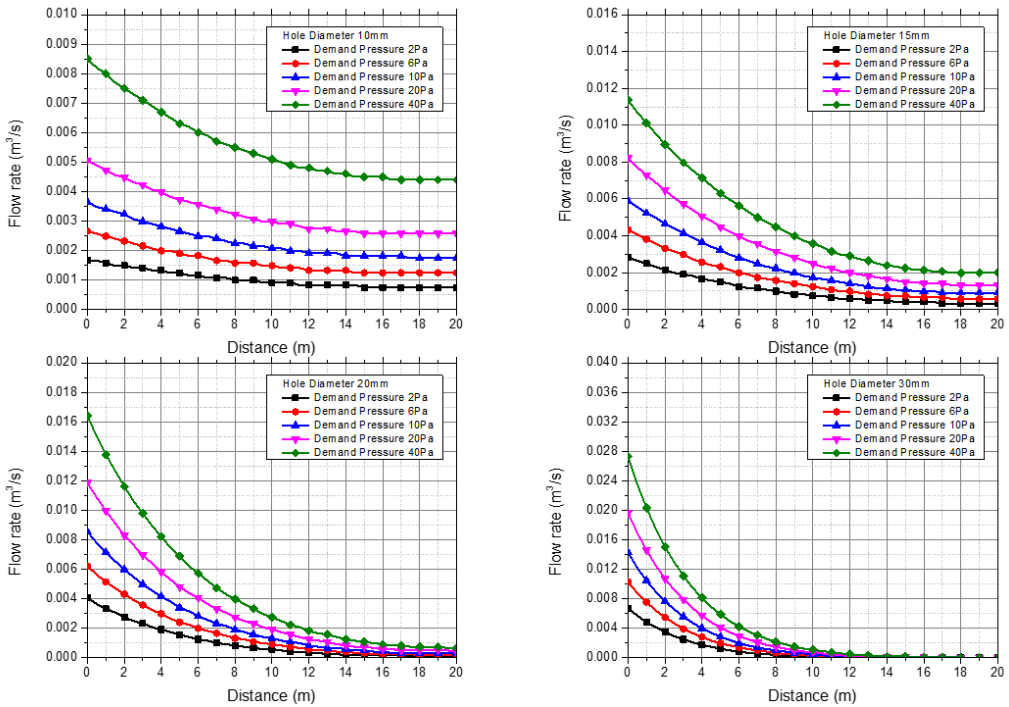 0.010
0.009
0.008
0.007
0.006
0.005
0.004
0.003
0.002
0.001
0.000
Flow rate (m³/s)
Hole Diameter 10mm
Demand Pressure 2Pa
Demand Pressure 6Pa
Demand Pressure 10Pa
Demand Pressure 20Pa
Demand Pressure 40Pa
0 2 4 6 8 10 12 14 16 18 20
Distance (m)
0.016
0.014
0.012
0.010
0.008
0.006
0.004
0.002
0.000
Flow rate (m³/s)
Hole Diameter 15mm
Demand Pressure 2Pa
Demand Pressure 6Pa
Demand Pressure 10Pa
Demand Pressure 20Pa
Demand Pressure 40Pa
0 2 4 6 8 10 12 14 16 18 20
Distance (m)
0.020
0.018
0.016
0.014
0.012
0.010
0.008
0.006
0.004
0.002
0.000
Flow rate (m³/s)
Hole Diameter 20mm
Demand Pressure 2Pa
Demand Pressure 6Pa
Demand Pressure 10Pa
Demand Pressure 20Pa
Demand Pressure 40Pa
0 2 4 6 8 10 12 14 16 18 20
Distance (m)
0.040
0.036
0.032
0.028
0.024
0.020
0.016
0.012
0.008
0.004
0.000
Flow rate (m³/s)
Hole Diameter 30mm
Demand Pressure 2Pa
Demand Pressure 6Pa
Demand Pressure 10Pa
Demand Pressure 20Pa
Demand Pressure 40Pa
0 2 4 6 8 10 12 14 16 18 20
Distance (m)